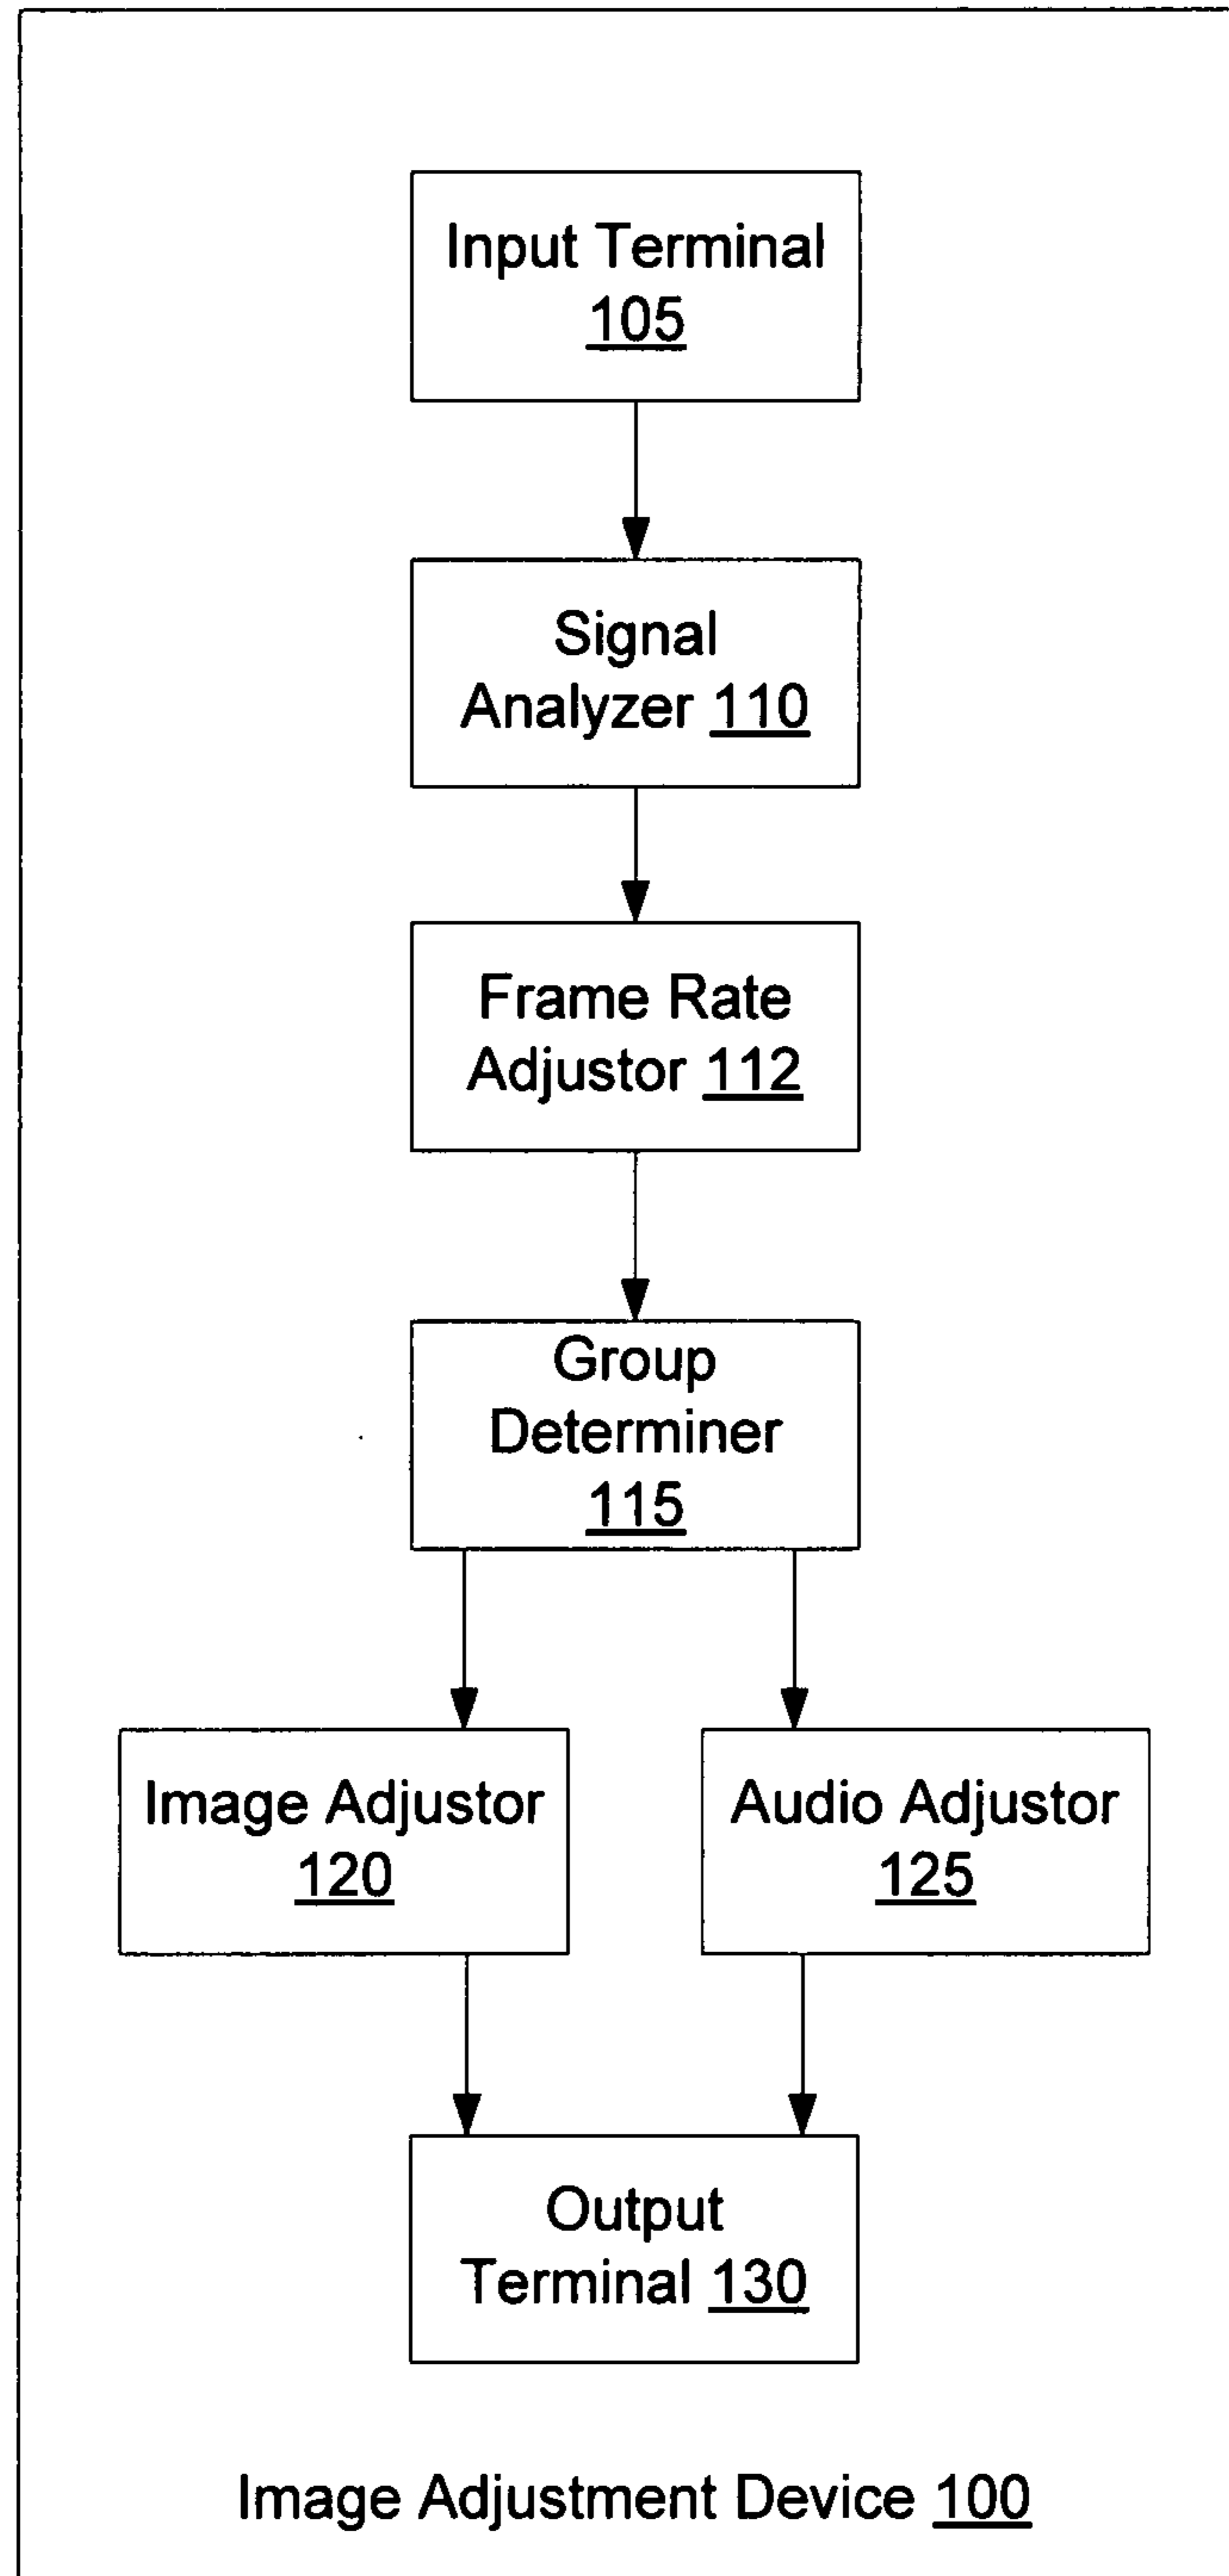 Input Terminal
105
Signal
Analyzer 110
Frame Rate
Adjustor 112
Group
Determiner
115
Image Adjustor
120
Audio Adjustor
125
Output
Terminal 130
Image Adjustment Device 100